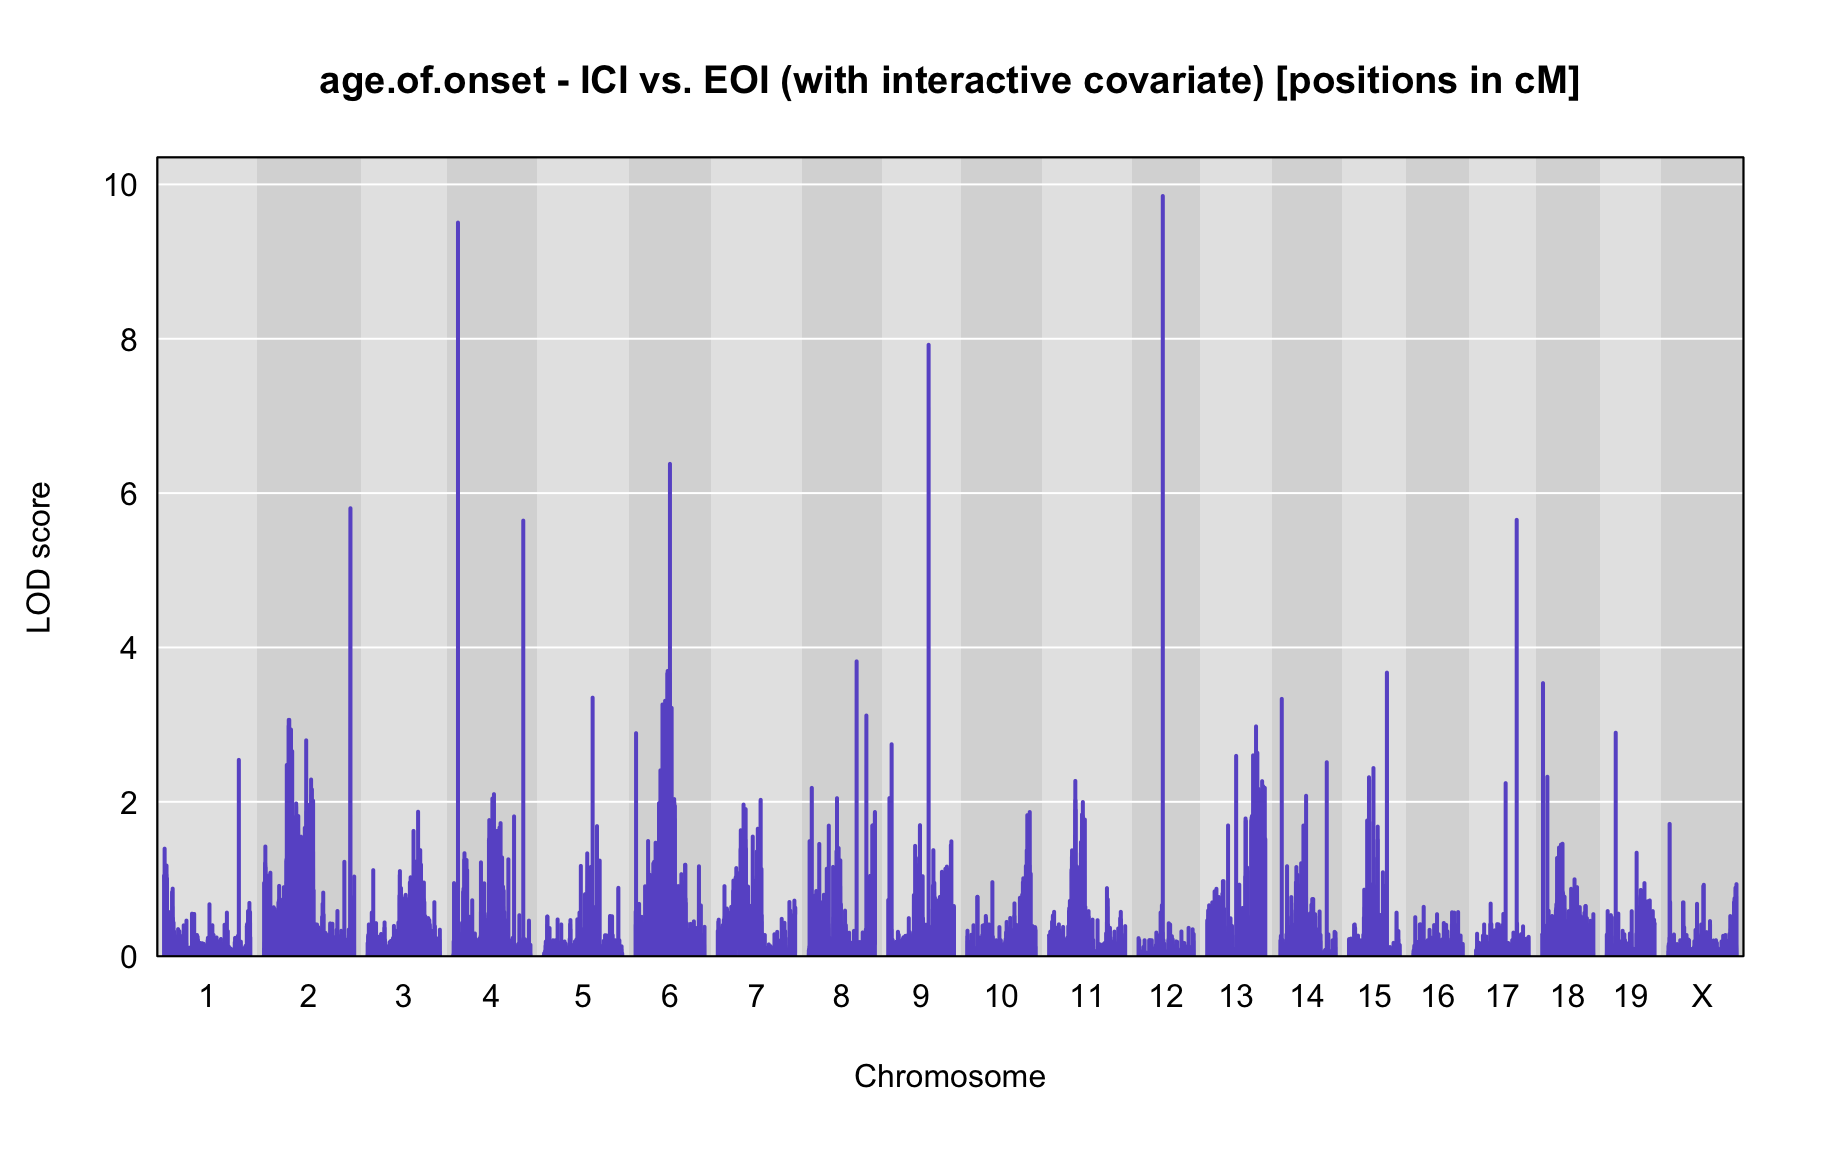 age.of.onset - ICI vs. EOI (with interactive covariate) [positions in cM]
10
8
6
4
2
0
LOD score
1 2 3 4 5 6 7 8 9 10 11 12 13 14 15 16 17 18 19 X
Chromosome